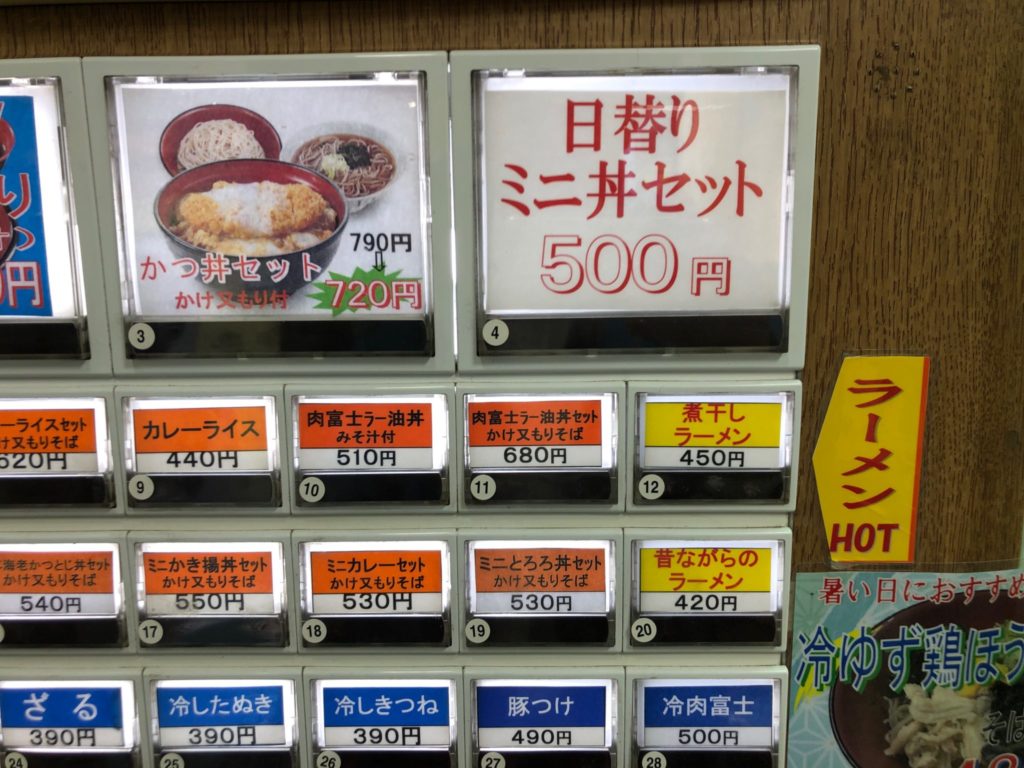 790円
かつ丼セット
かけ又もり付
720円
3
日替り
ミニ丼セット
500円
4
ーライスセット
け又もりそば
520円
カレーライス
440円
9
肉富士ラー油丼
みそ汁付
510円
10
肉富士ラー油丼セット
かけ又もりそば
680円
11
煮干し
ラーメン
450円
12
ラーメン
HOT
海老かつとじ丼セット
かけ又もりそば
540円
ミニかき揚丼セット
かけ又もりそば
550円
17
ミニカレーセット
かけ又もりそば
530円
18
ミニとろろ丼セット
かけ又もりそば
530円
19
昔ながらの
ラーメン
420円
20
暑い日におすすめ
冷ゆず鶏ほう
そば
ざる
390円
24
冷したぬき
390円
25
冷しきつね
390円
26
豚つけ
490円
27
冷肉富士
500円
28